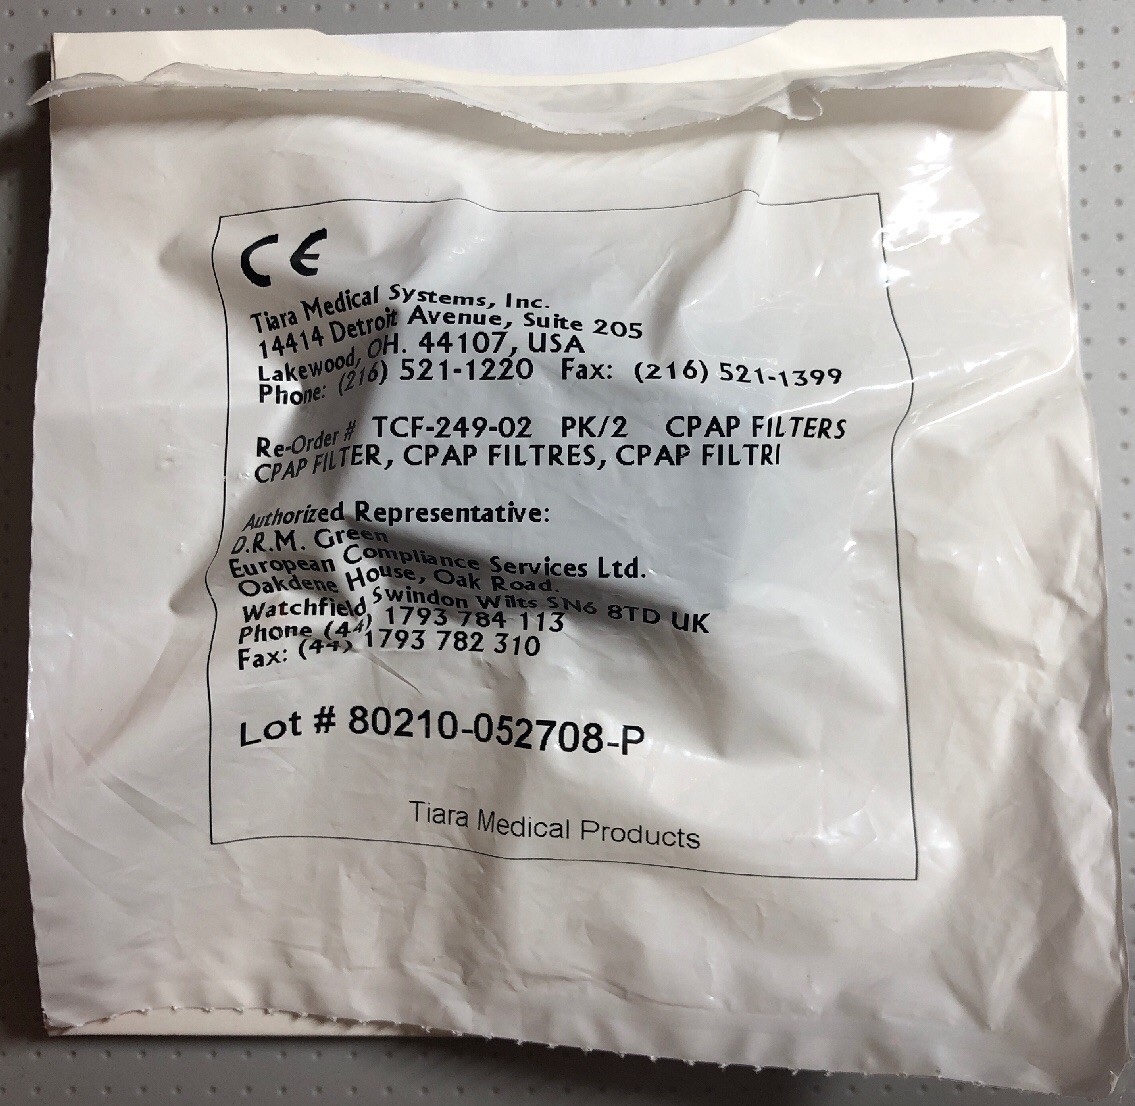 CE
Tiara Medical Systems, Inc.
14414 Detroit Avenue, Suite 205
Lakewood, OH. 44107, USA
Phone: (216) 521-1220 Fax: (216) 521-1399
Re-Order # TCF-249-02 PK/2 CPAP FILTERS
CPAP FILTER, CPAP FILTRES, CPAP FILTRI
Authorized Representative:
D.R.M. Green
European Compliance Services Ltd.
Oakdene House, Oak Road.
Watchfield, Swindon Wilts SN6 8TD UK
Phone (44) 1793 784 113
Fax: (44) 1793 782 310
Lot # 80210-052708-P
Tiara Medical Products